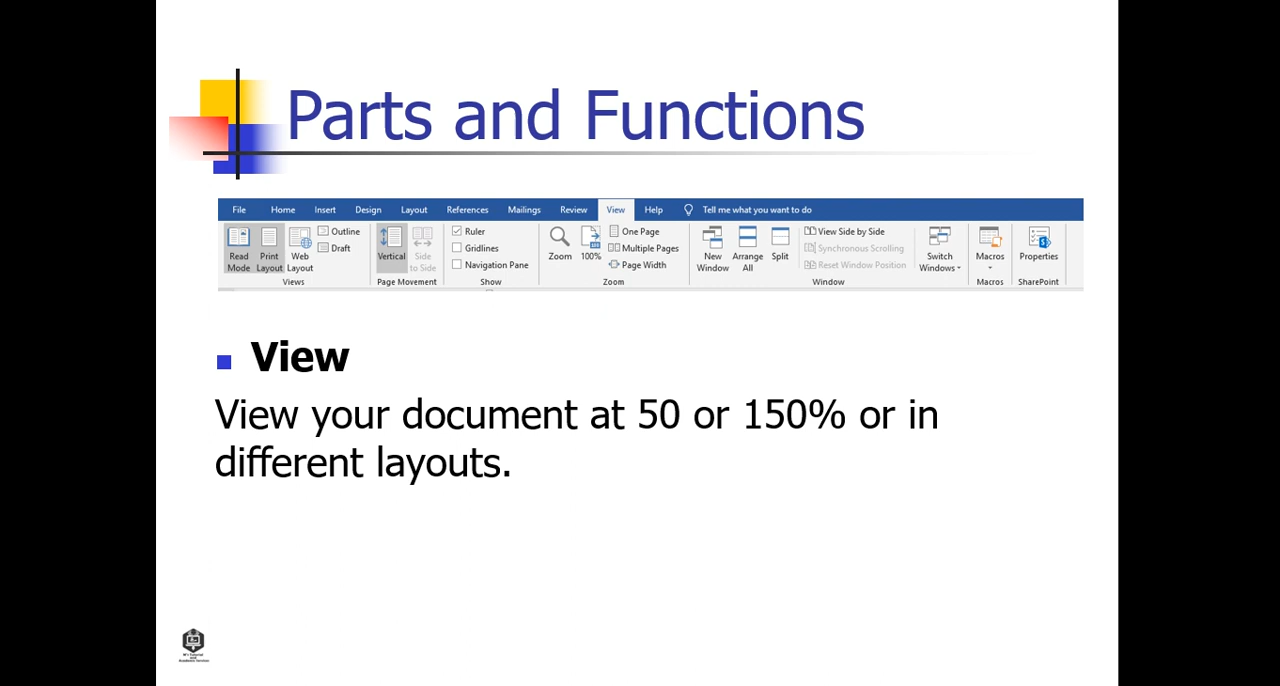 Parts and Functions
File Home Insert Design Layout References Mailings Review View Help Tell me what you want to do
Read Mode
Print Layout
Web Layout
Outline
Draft
Views
Vertical
Side to Side
Page Movement
Ruler
Gridlines
Navigation Pane
Show
Zoom
100%
One Page
Multiple Pages
Page Width
Zoom
New Window
Arrange All
Split
View Side by Side
Synchronous Scrolling
Reset Window Position
Switch Windows
Window
Macros
Macros
Properties
SharePoint
View
View your document at 50 or 150% or in
different layouts.